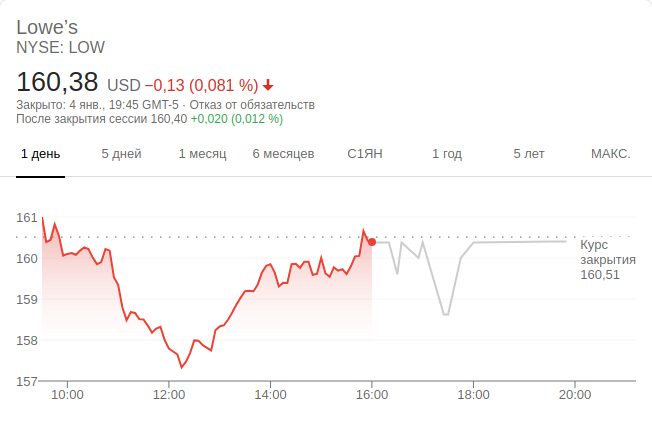 Lowe’s
NYSE: LOW
160,38 USD −0,13 (0,081 %)
Закрыто: 4 янв., 19:45 GMT-5 · Отказ от обязательств
После закрытия сессии 160,40 +0,020 (0,012 %)
1 день 5 дней 1 месяц 6 месяцев С1ЯН 1 год 5 лет МАКС.
161
160
159
158
157
Курс
закрытия
160,51
10:00 12:00 14:00 16:00 18:00 20:00